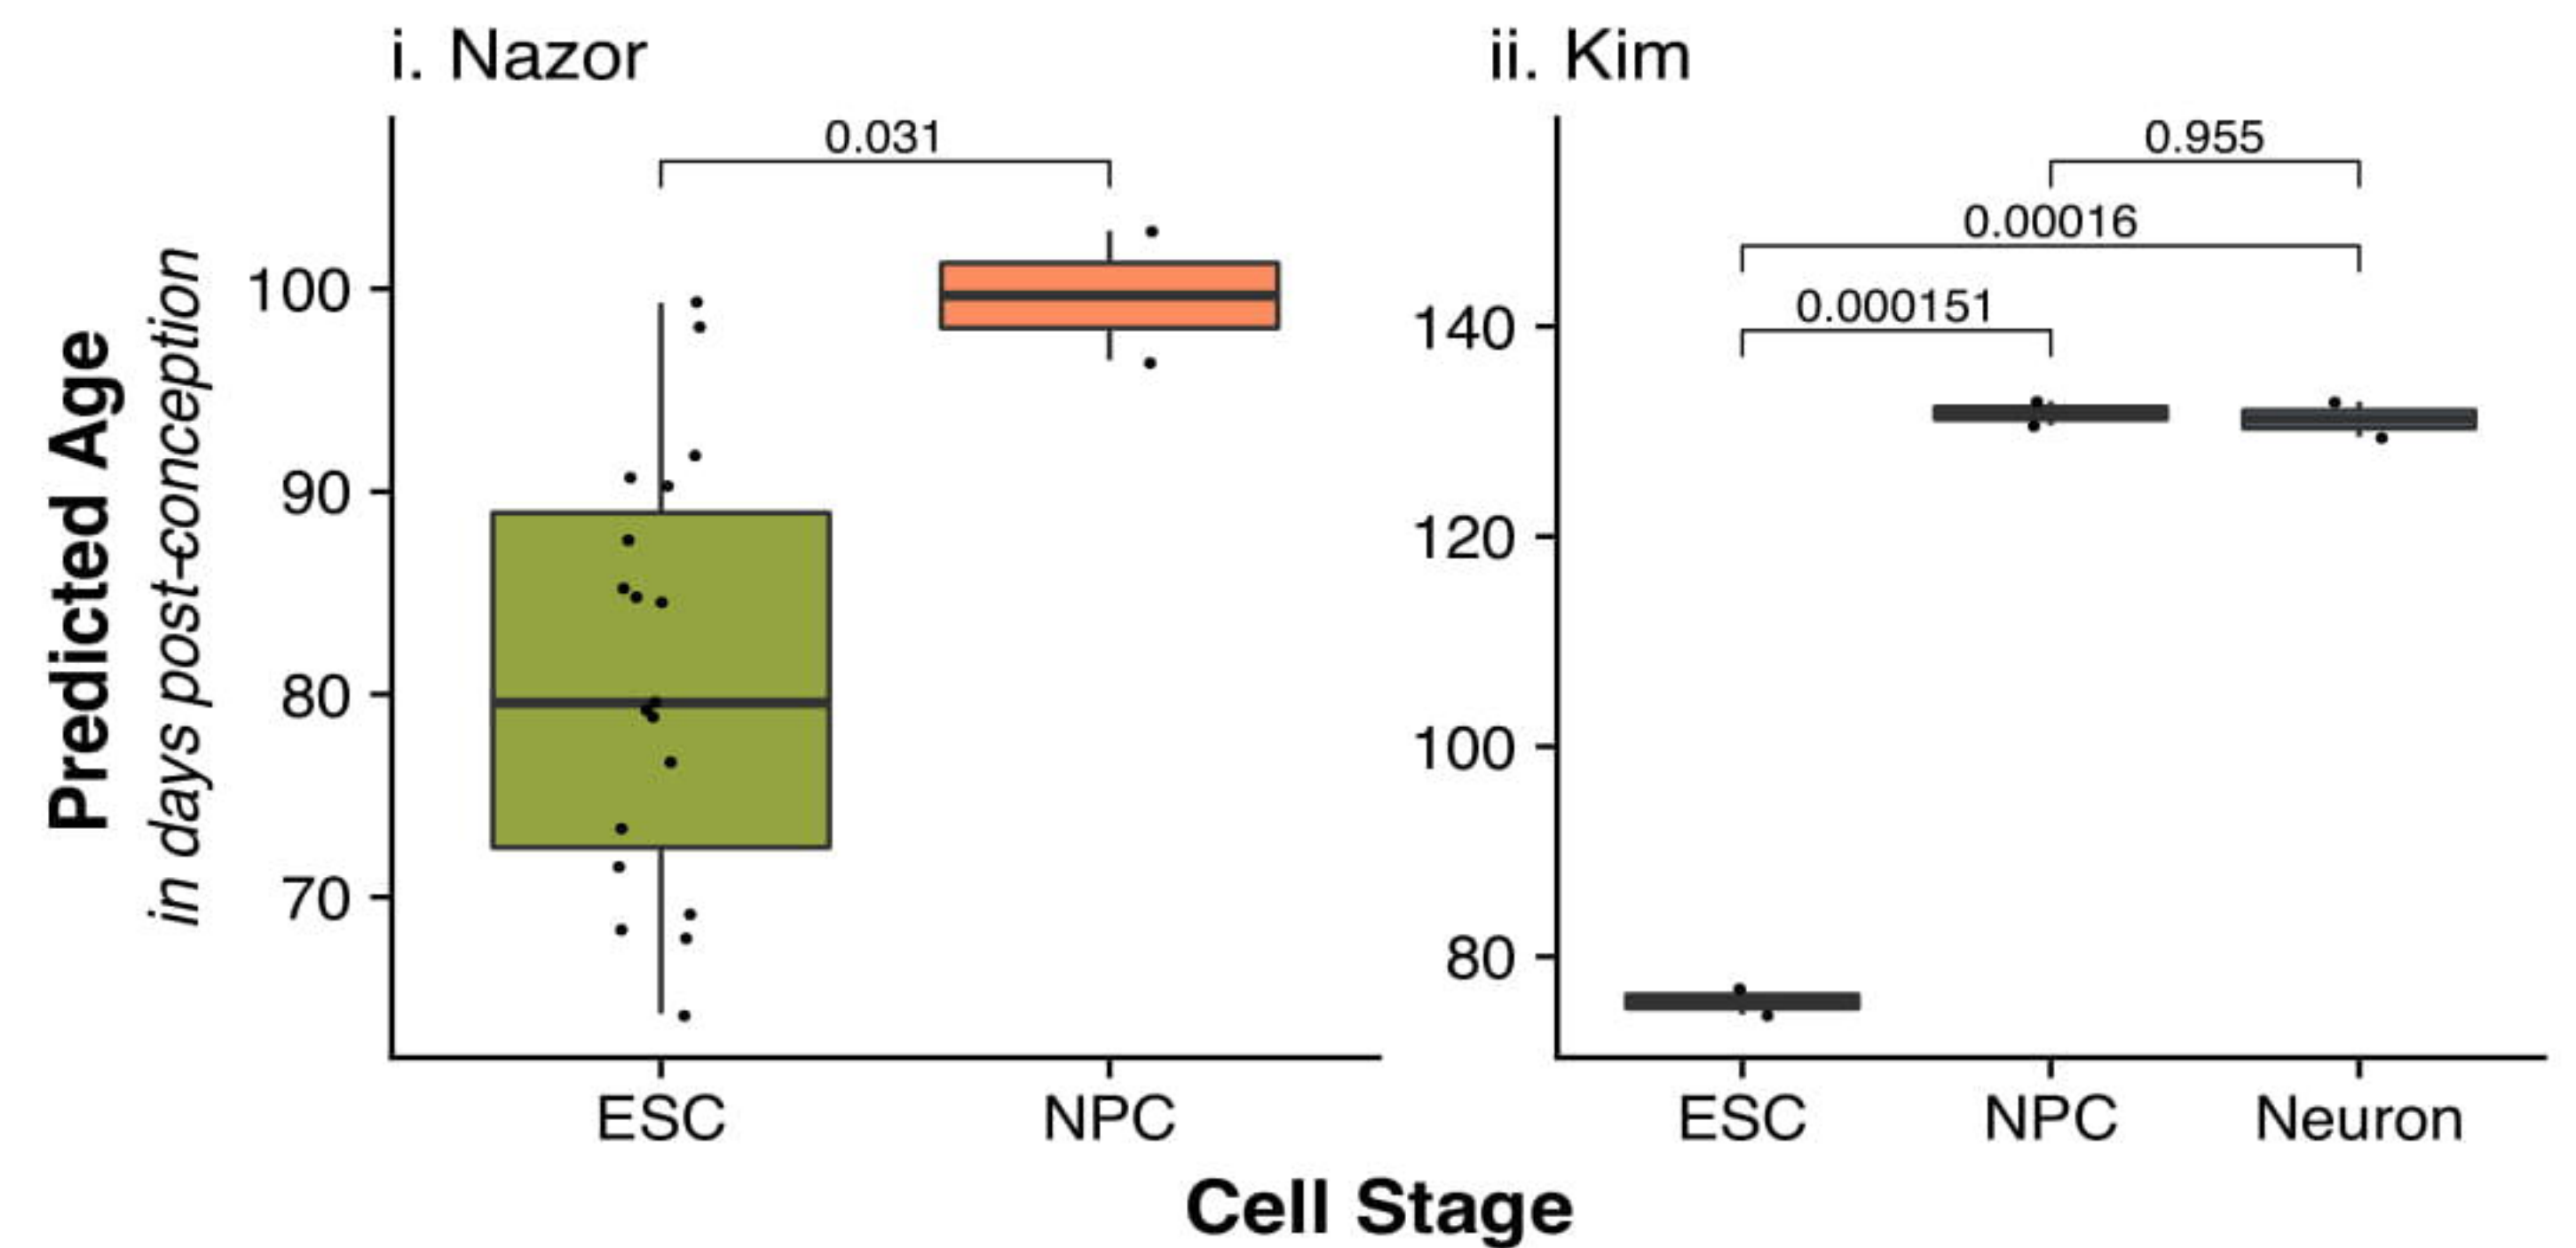 i. Nazor
ii. Kim
Predicted Age
in days post-conception
0.031
100
90
80
70
ESC
NPC
0.955
0.00016
0.000151
140
120
100
80
ESC
NPC
Neuron
Cell Stage